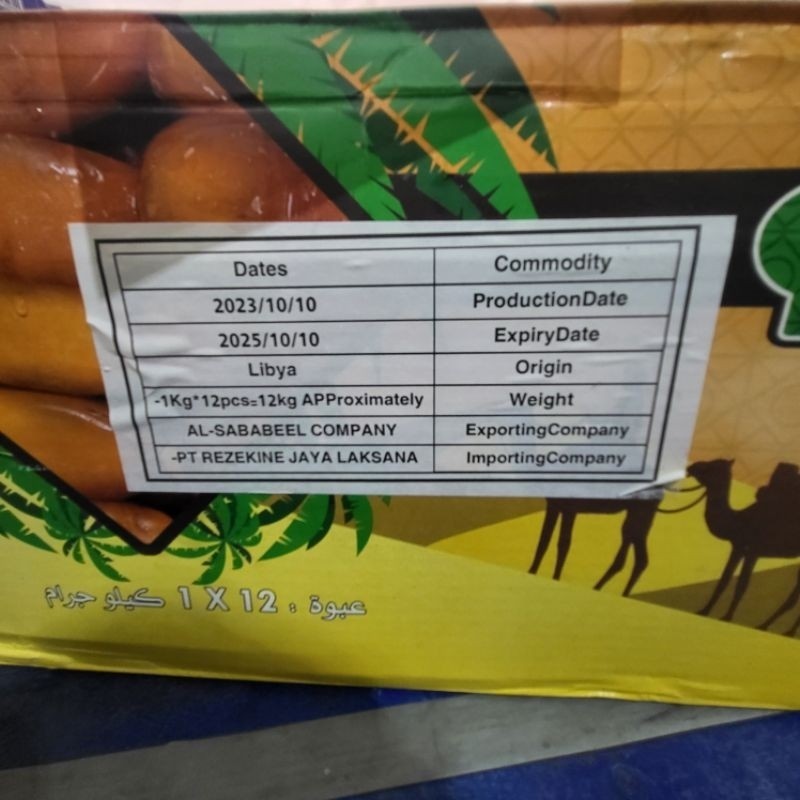 Dates Commodity
2023/10/10 ProductionDate
2025/10/10 ExpiryDate
Libya Origin
-1Kg*12pcs=12kg APProximately Weight
AL-SABABEEL COMPANY ExportingCompany
-PT REZEKINE JAYA LAKSANA ImportingCompany
عبوة : 12 X 1 كيلو جرام